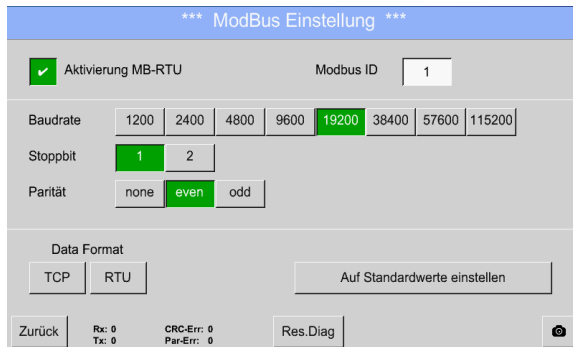 *** ModBus Einstellung ***
Aktivierung MB-RTU Modbus ID 1
Baudrate 1200 2400 4800 9600 19200 38400 57600 115200
Stoppbit 1 2
Parität none even odd
Data Format
TCP RTU Auf Standardwerte einstellen
Zurück Rx: 0 CRC-Err: 0 Res.Diag
Tx: 0 Par-Err: 0